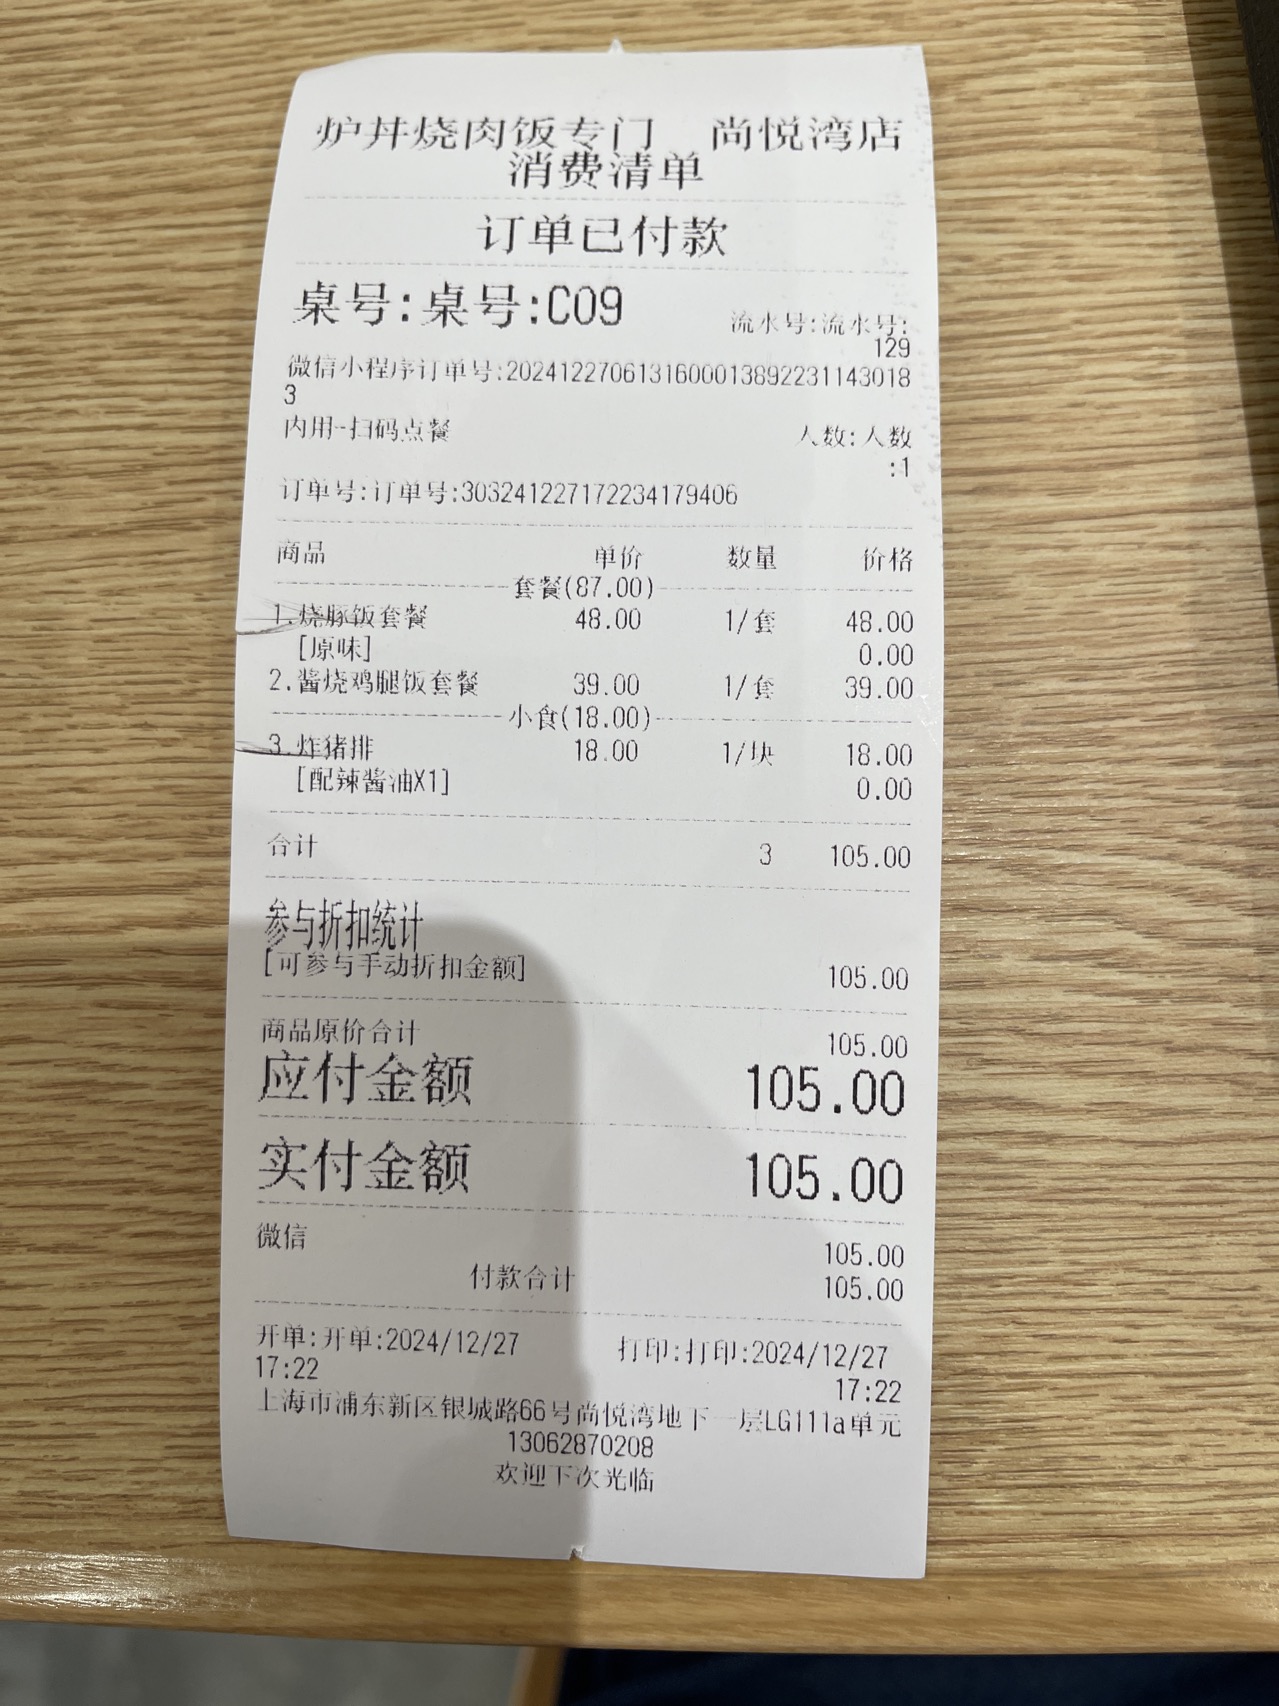 炉丼烧肉饭专门 尚悦湾店
消费清单
订单已付款
桌号:桌号:C09
流水号:流水号:
129
微信小程序订单号:2024122706131600013892231143018
3
内用-扫码点餐 人数:人数
:1
订单号:订单号:303241227172234179406
商品 单价 数量 价格
套餐(87.00)
1.烧豚饭套餐 48.00 1/套 48.00
[原味] 0.00
2.酱烧鸡腿饭套餐 39.00 1/套 39.00
小食(18.00)
3.炸猪排 18.00 1/块 18.00
[配辣酱油X1] 0.00
合计 3 105.00
参与折扣统计
[可参与手动折扣金额] 105.00
商品原价合计 105.00
应付金额 105.00
实付金额 105.00
微信 105.00
付款合计 105.00
开单:开单:2024/12/27 打印:打印:2024/12/27
17:22 17:22
上海市浦东新区银城路66号尚悦湾地下一层LG111a单元
13062870208
欢迎下次光临